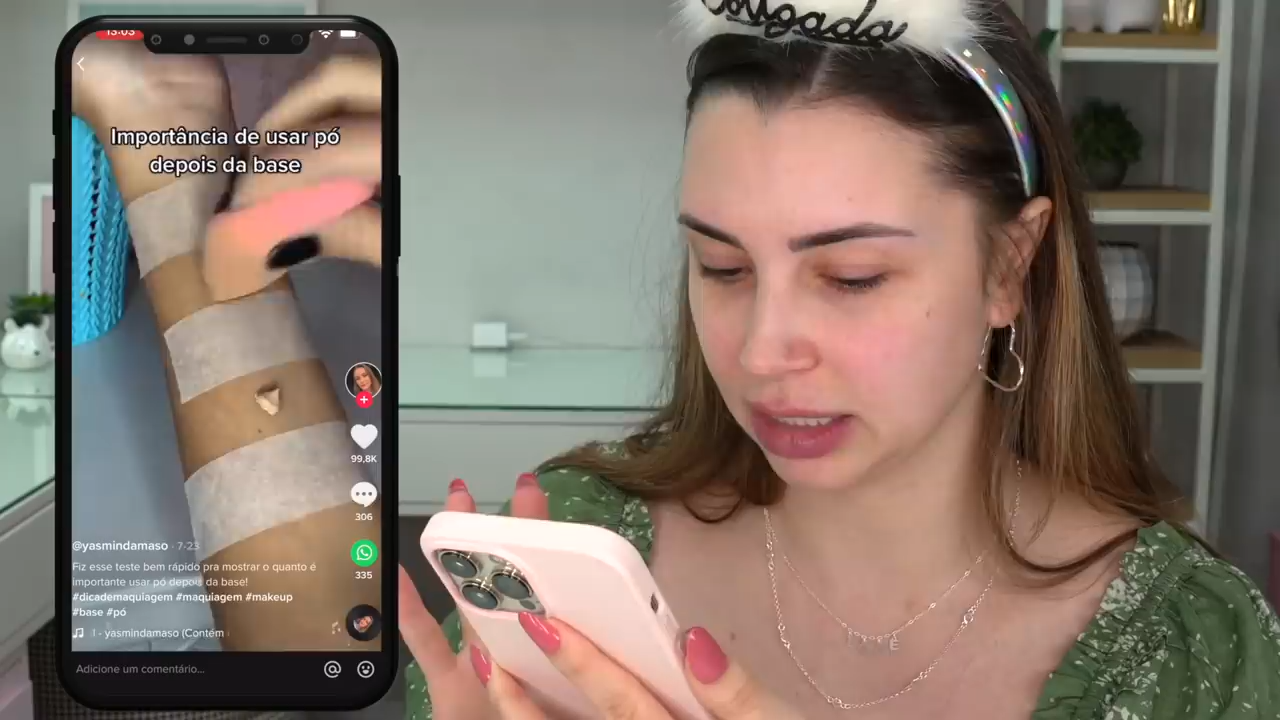 13:03
Importância de usar pó
depois da base
99,8K
306
335
@yasmindamaso · 7-23
Fiz esse teste bem rápido pra mostrar o quanto é
importante usar pó depois da base!
#dicademaquiagem #maquiagem #makeup
#base #pó
l - yasmindamaso (Contém
Adicione um comentário...